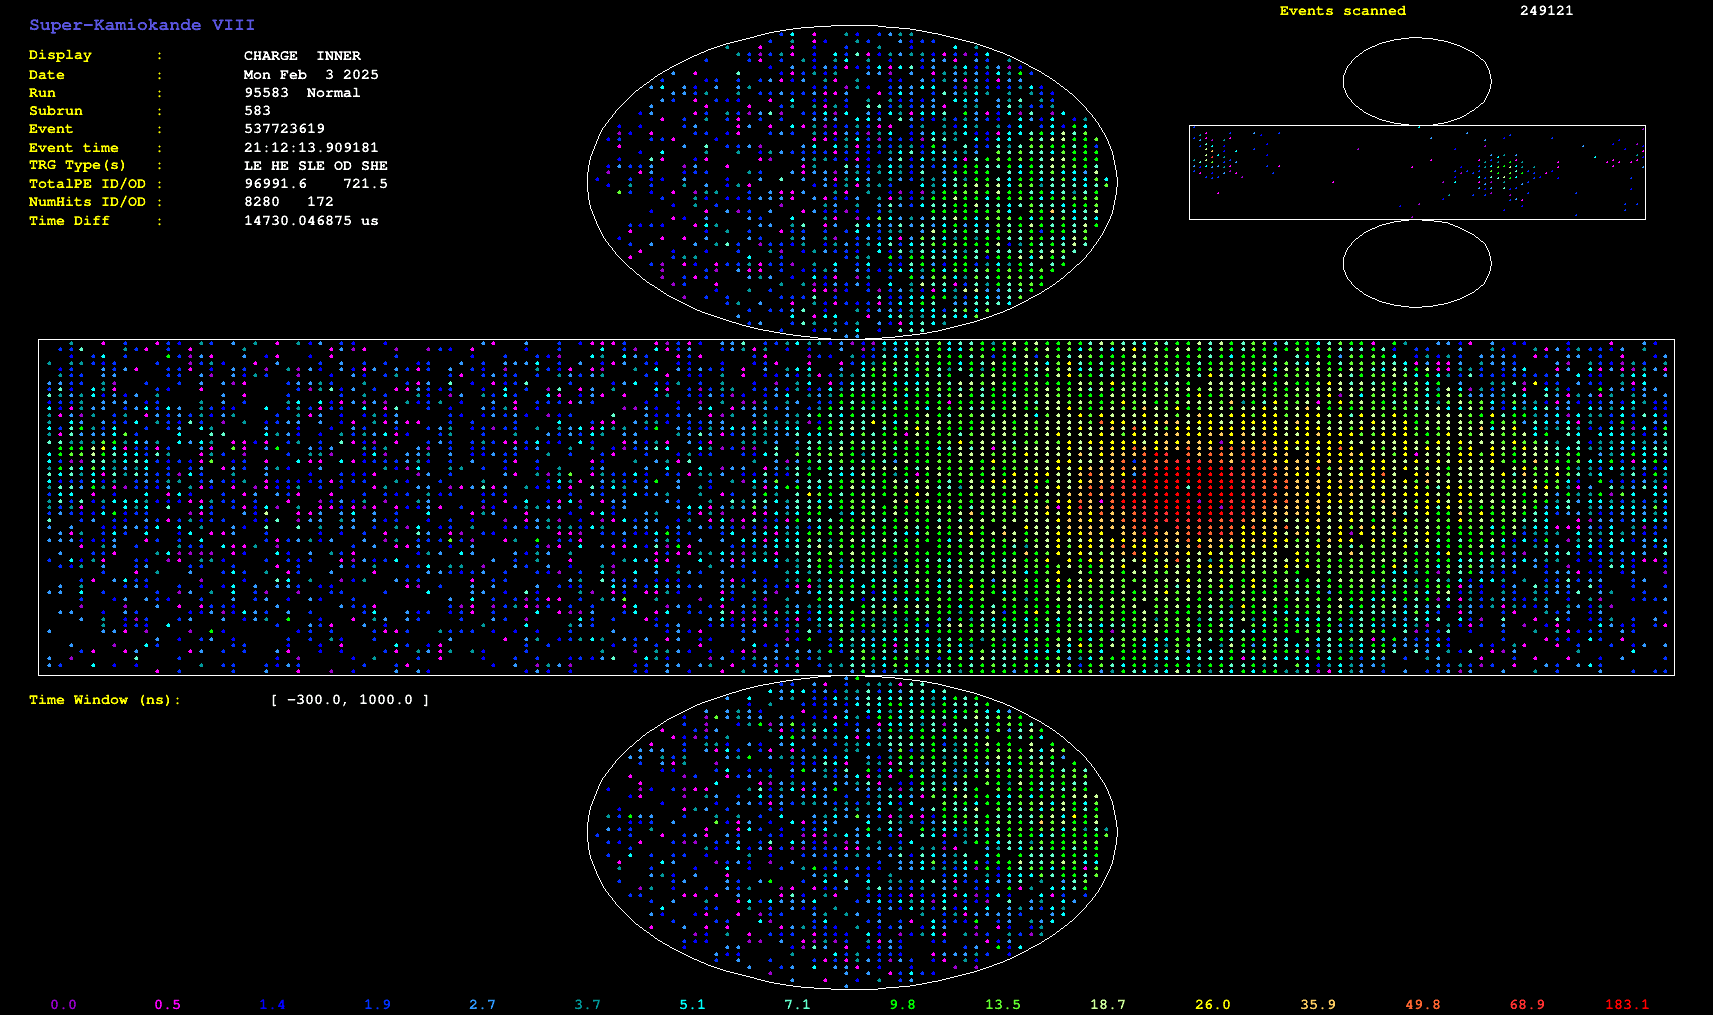 Super-Kamiokande VIII
Display : CHARGE INNER
Date : Mon Feb 3 2025
Run : 95583 Normal
Subrun : 583
Event : 537723619
Event time : 21:12:13.909181
TRG Type(s) : LE HE SLE OD SHE
TotalPE ID/OD : 96991.6 721.5
NumHits ID/OD : 8280 172
Time Diff : 14730.046875 us
Events scanned 249121
Time Window (ns): [ -300.0, 1000.0 ]
0.0 0.5 1.4 1.9 2.7 3.7 5.1 7.1 9.8 13.5 18.7 26.0 35.9 49.8 68.9 183.1